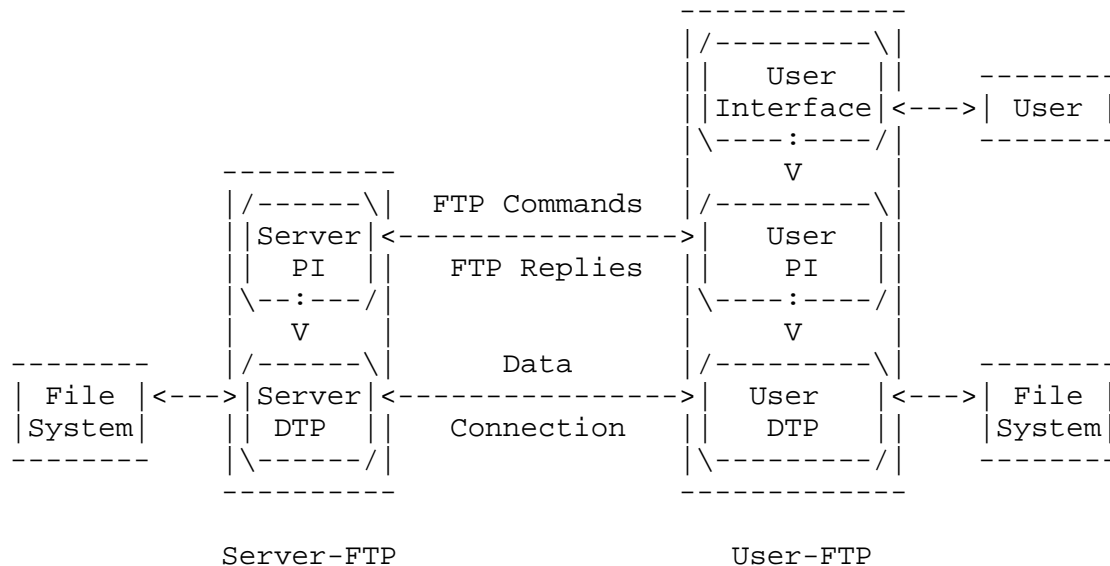 -------------
                                            |/---------\|
                                            ||   User  ||    --------
                                            ||Interface|<--->| User |
                                            |\----:----/|    --------
                  ----------                |     V     |
                  |/------\|  FTP Commands  |/---------\|
                  ||Server|<---------------->|   User  ||
                  ||  PI  ||   FTP Replies  ||    PI   ||
                  |\--:---/|                |\----:----/|
                  |   V    |                |     V     |
--------          |/------\|      Data      |/---------\|    --------
| File |<--->|Server|<---------------->|  User   |<--->| File |
|System|     || DTP  ||   Connection   ||   DTP   ||    |System|
--------          |\------/|                |\---------/|    --------
                  ----------                -------------
Server-FTP                   User-FTP